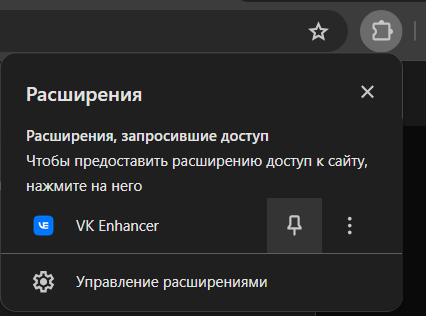 Расширения
Расширения, запросившие доступ
Чтобы предоставить расширению доступ к сайту,
нажмите на него
VK Enhancer
Управление расширениями